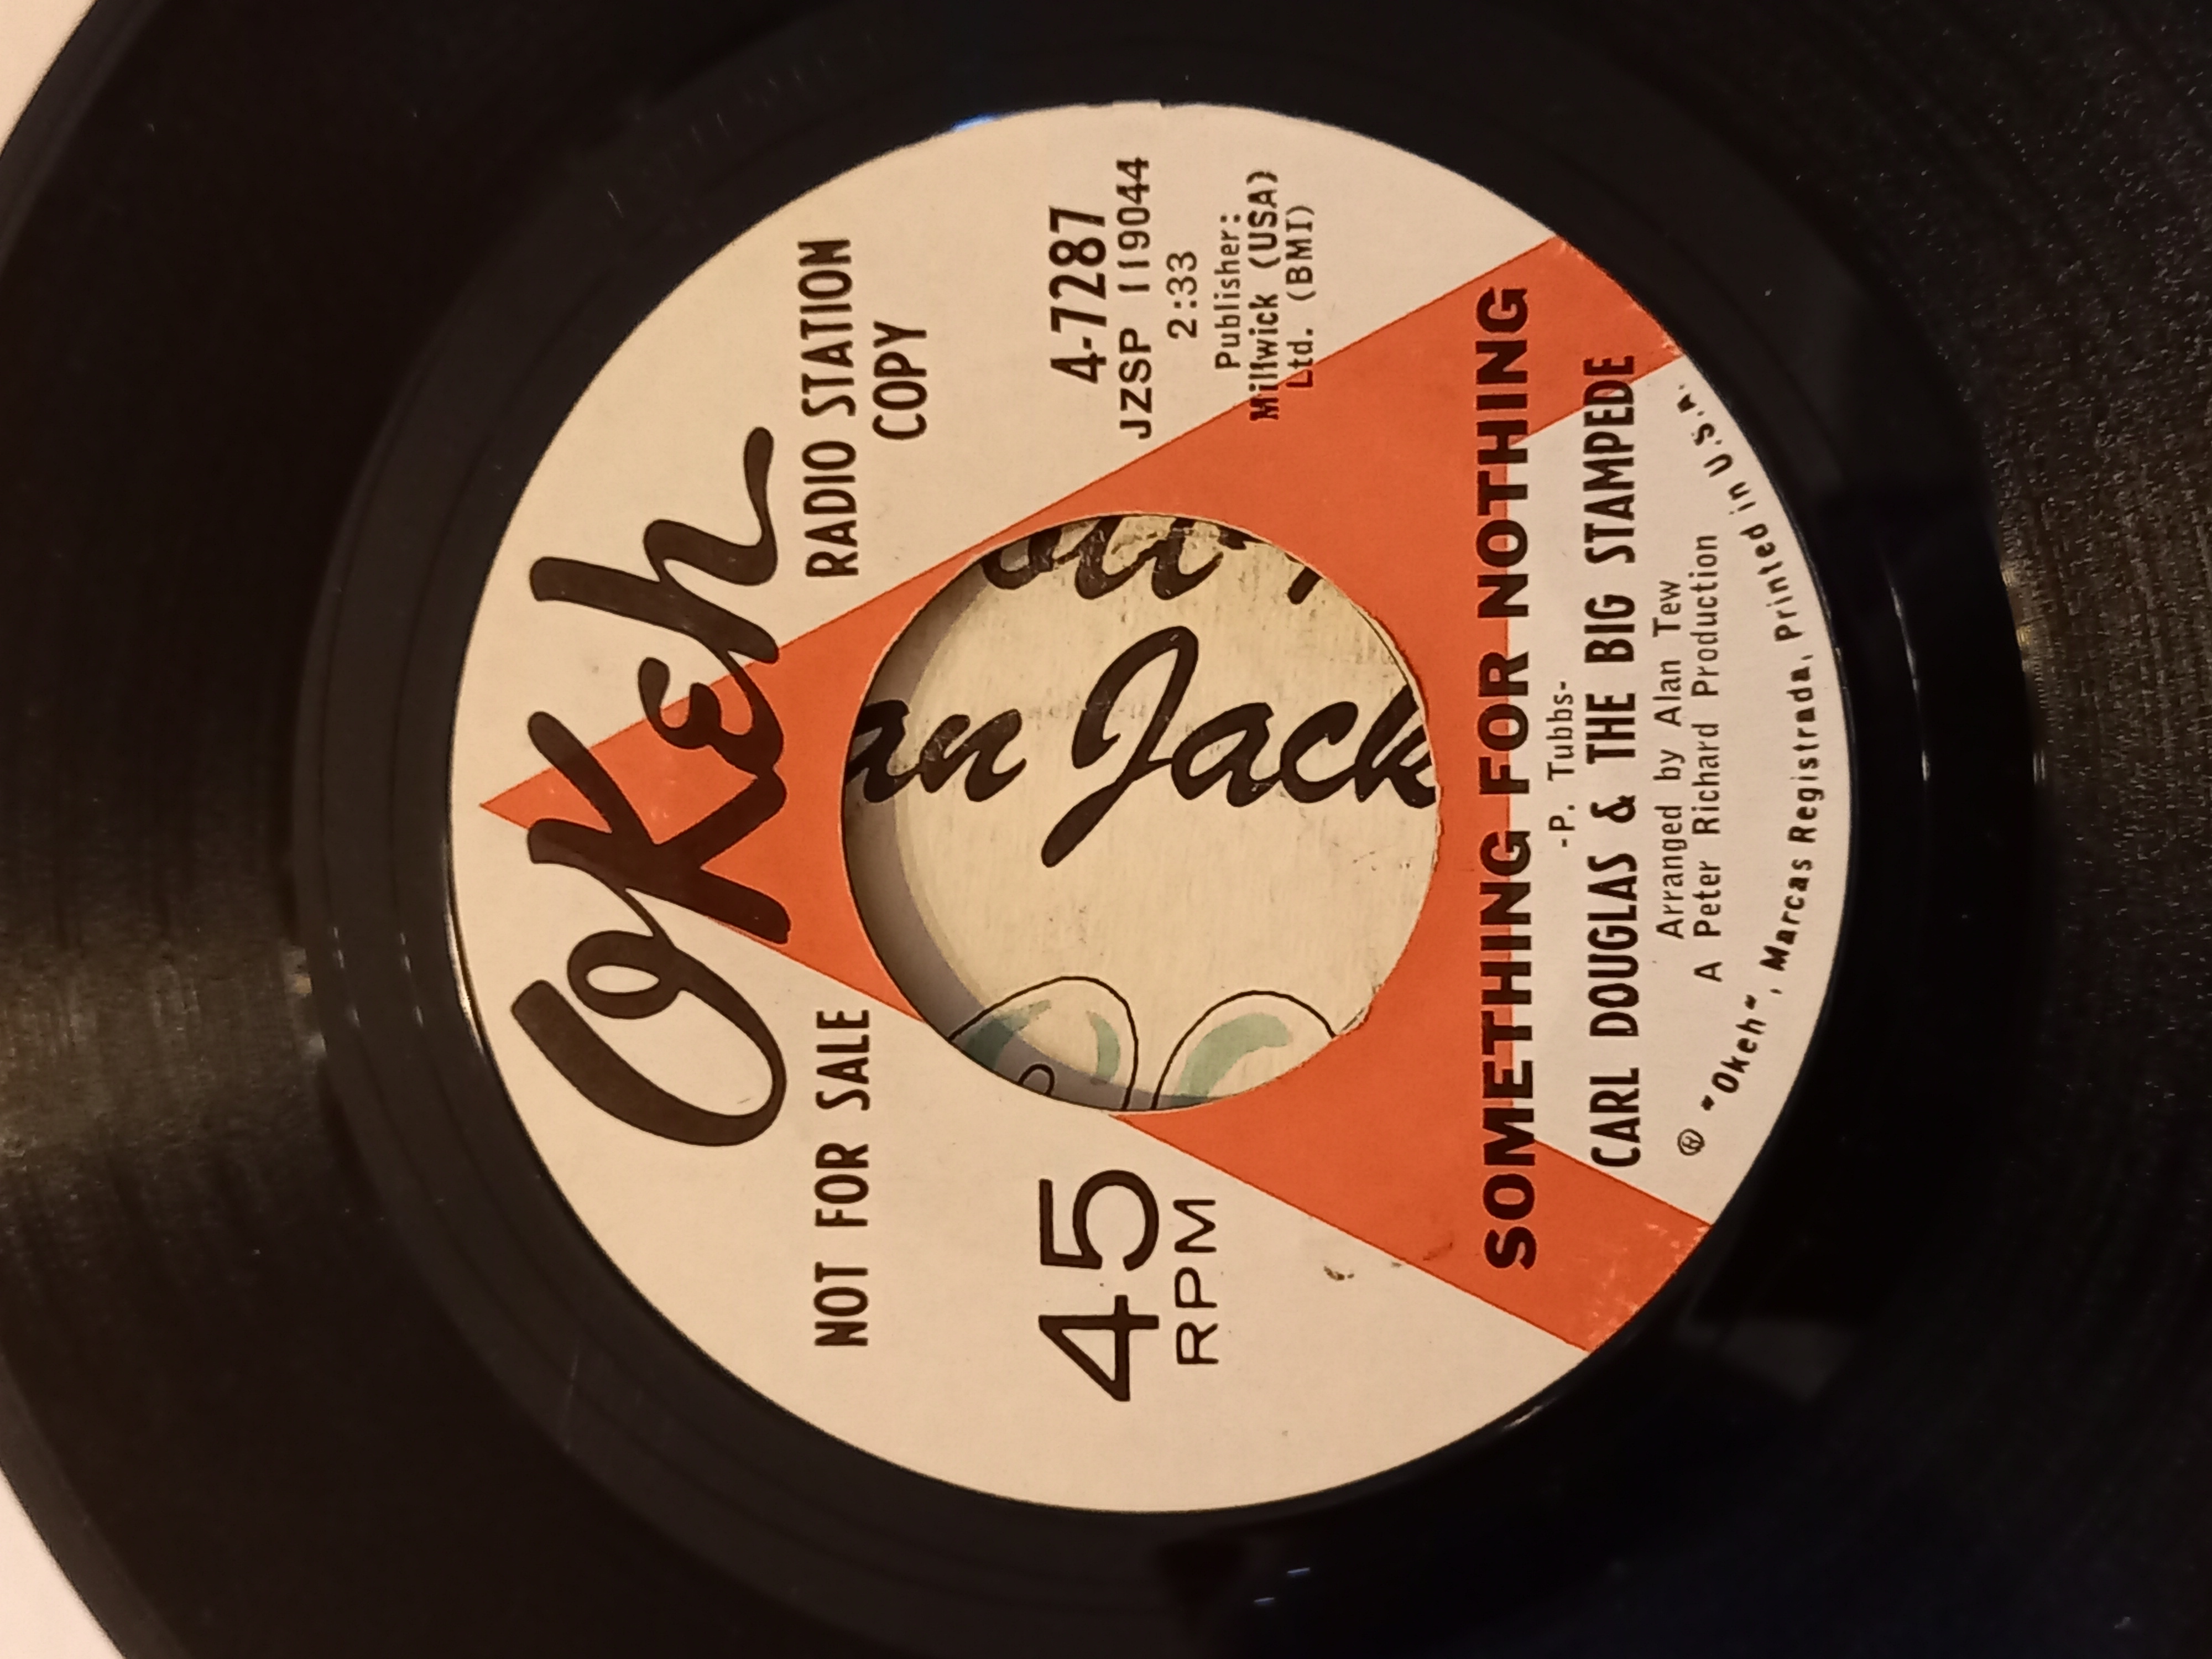 OKeh
NOT FOR SALE
RADIO STATION
COPY
45
RPM
4-7287
JZSP 119044
2:33
Publisher:
Millwick (USA)
Ltd. (BMI)
an Jack
SOMETHING FOR NOTHING
-P. Tubbs-
CARL DOUGLAS & THE BIG STAMPEDE
Arranged by Alan Tew
A Peter Richard Production
® "Okeh", Marcas Registrada. Printed in U.S.A.